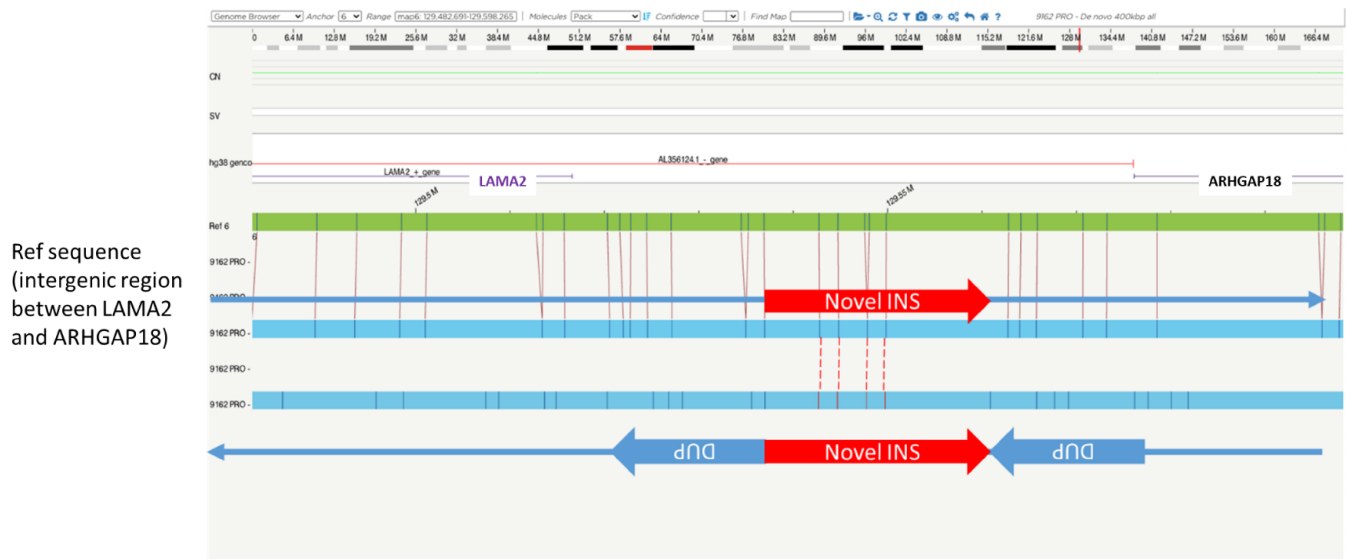 Genome Browser Anchor 6 Range map6: 129,482,691-129,598,265 | Molecules Pack | Confidence | Find Map | 9162 PRO - De novo 400kbp all
0 6.4 M 12.8 M 19.2 M 25.6 M 32 M 38.4 M 44.8 M 51.2 M 57.6 M 64 M 70.4 M 76.8 M 83.2 M 89.6 M 96 M 102.4 M 108.8 M 115.2 M 121.6 M 128 M 134.4 M 140.8 M 147.2 M 153.6 M 160 M 166.4 M
CN
SV
hg38 genco
AL356124.1_-_gene
LAMA2_+_gene
LAMA2
ARHGAP18
129.5 M
129.55 M
Ref 6
6
Ref sequence
(intergenic region
between LAMA2
and ARHGAP18)
9162 PRO -
9162 PRO -
Novel INS
9162 PRO -
9162 PRO -
9162 PRO -
DUP
Novel INS
DUP